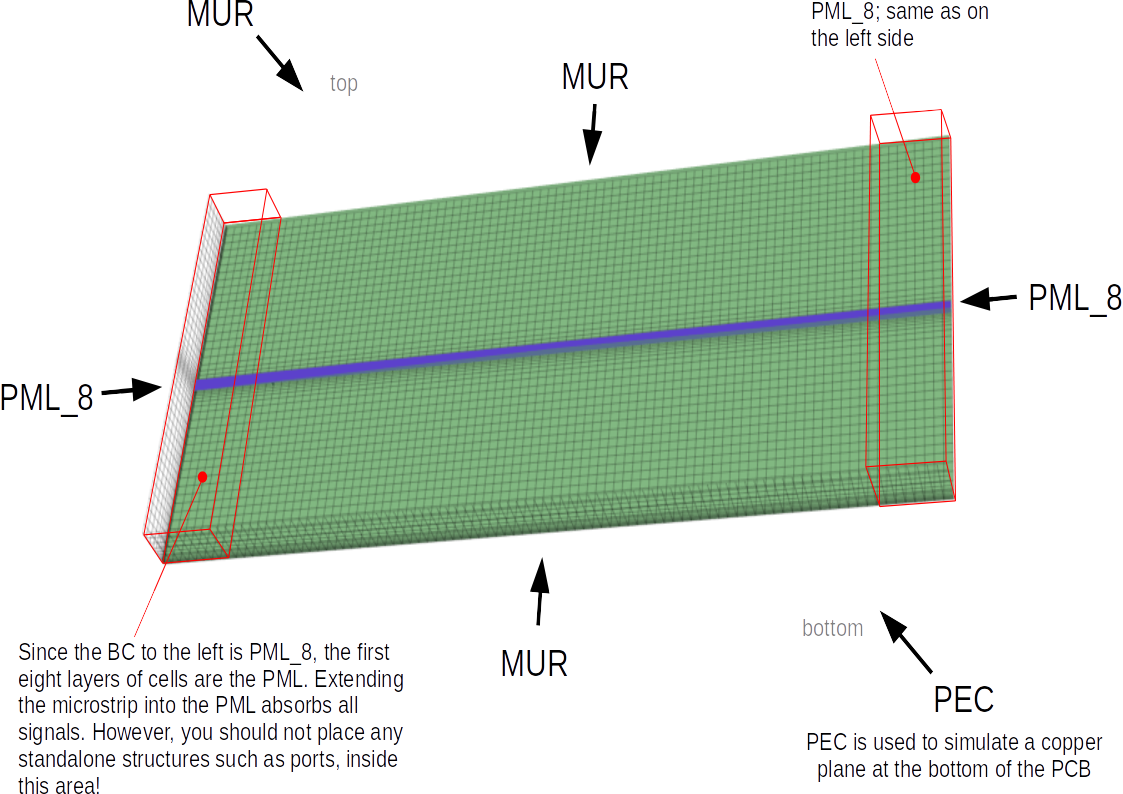 MUR
top
PML_8; same as on
the left side
MUR
PML_8
PML_8
Since the BC to the left is PML_8, the first
eight layers of cells are the PML. Extending
the microstrip into the PML absorbs all
signals. However, you should not place any
standalone structures such as ports, inside
this area!
MUR
bottom
PEC
PEC is used to simulate a copper
plane at the bottom of the PCB